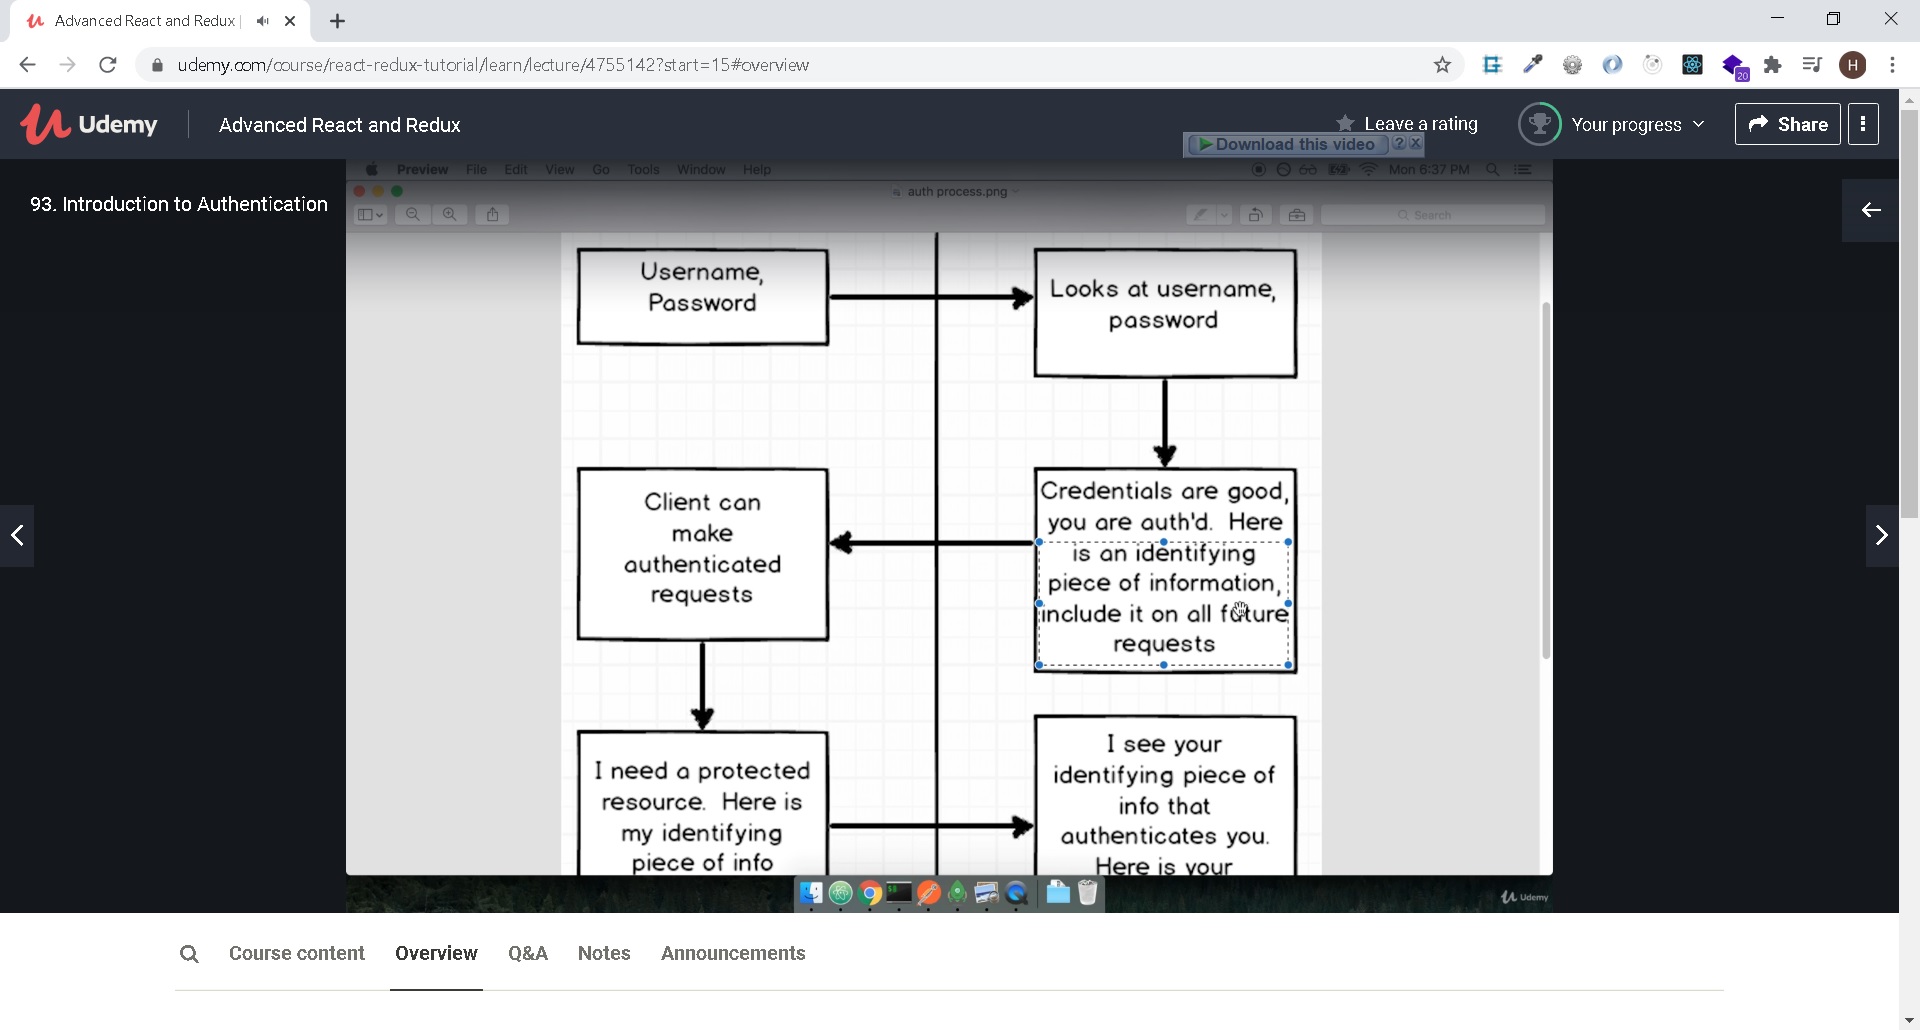 Advanced React and Redux
udemy.com/course/react-redux-tutorial/learn/lecture/4755142?start=15#overview
20
H
Udemy
Advanced React and Redux
Leave a rating
Your progress
Share
Download this video
?
Preview File Edit View Go Tools Window Help
Mon 6:37 PM
93. Introduction to Authentication
auth process.png
Search
Username,
Password
Looks at username,
password
Client can
make
authenticated
requests
Credentials are good,
you are auth'd. Here
is an identifying
piece of information,
include it on all future
requests
I need a protected
resource. Here is
my identifying
piece of info
I see your
identifying piece of
info that
authenticates you.
Here is your
Udemy
Course content
Overview
Q&A
Notes
Announcements